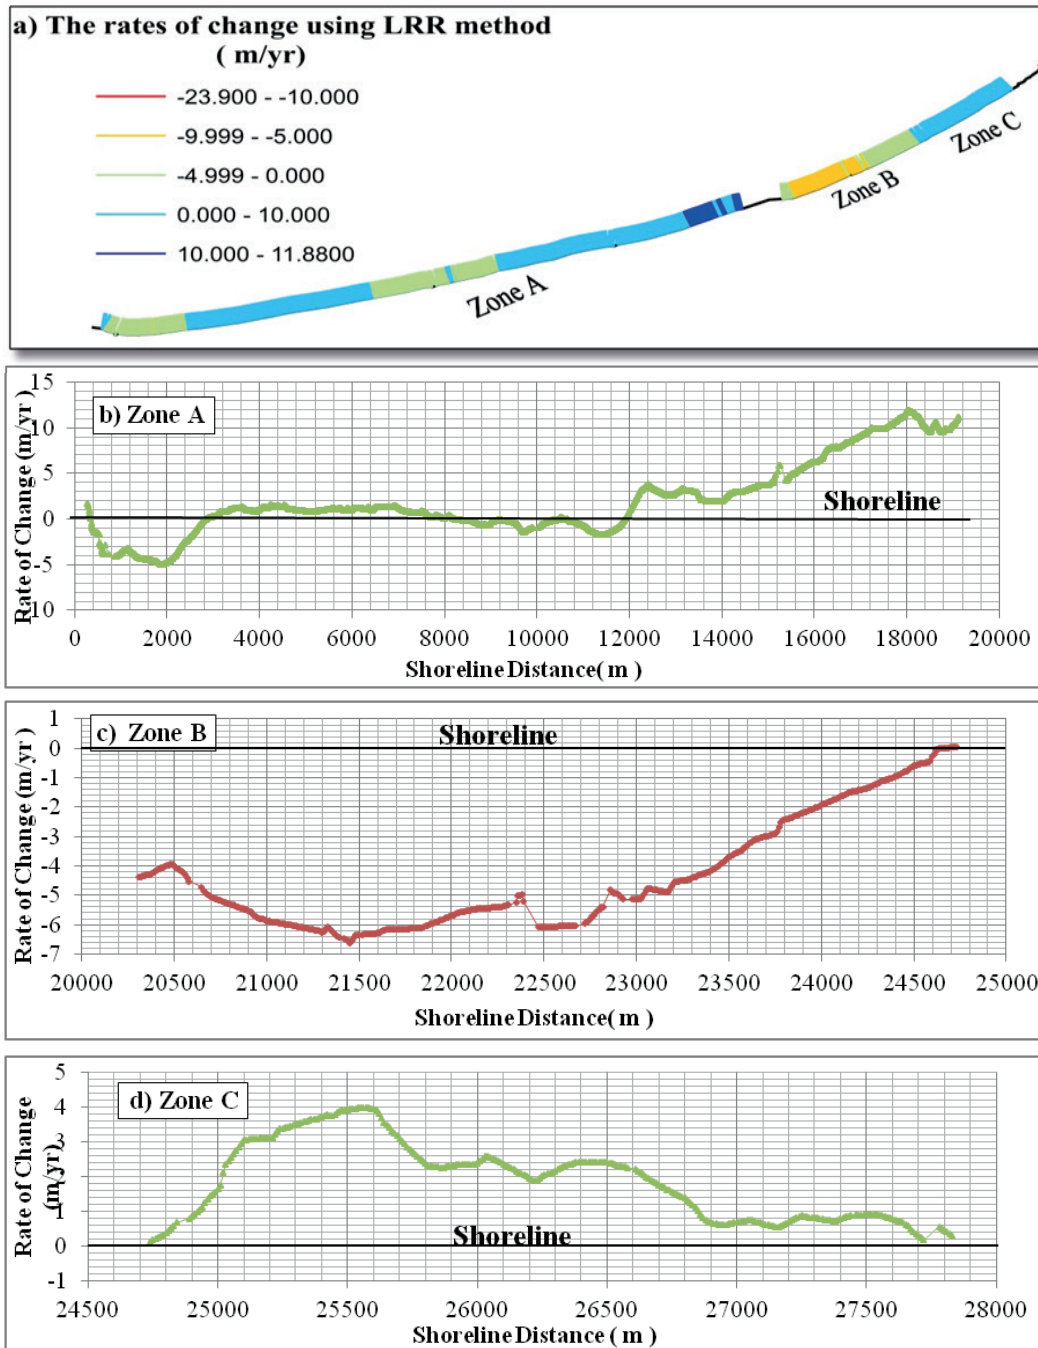 a) The rates of change using LRR method
( m/yr)
-23.900 - -10.000
-9.999 - -5.000
-4.999 - 0.000
0.000 - 10.000
10.000 - 11.8800
Zone A
Zone B
Zone C
b) Zone A
Rate of Change (m/yr)
15
10
5
0
-5
10
Shoreline
0 2000 4000 6000 8000 10000 12000 14000 16000 18000 20000
Shoreline Distance( m )
c) Zone B
Rate of Change (m/yr)
1
0
-1
-2
-3
-4
-5
-6
-7
Shoreline
20000 20500 21000 21500 22000 22500 23000 23500 24000 24500 25000
Shoreline Distance( m )
d) Zone C
Rate of Change
(m/yr)
5
4
3
2
1
0
-1
Shoreline
24500 25000 25500 26000 26500 27000 27500 28000
Shoreline Distance ( m )